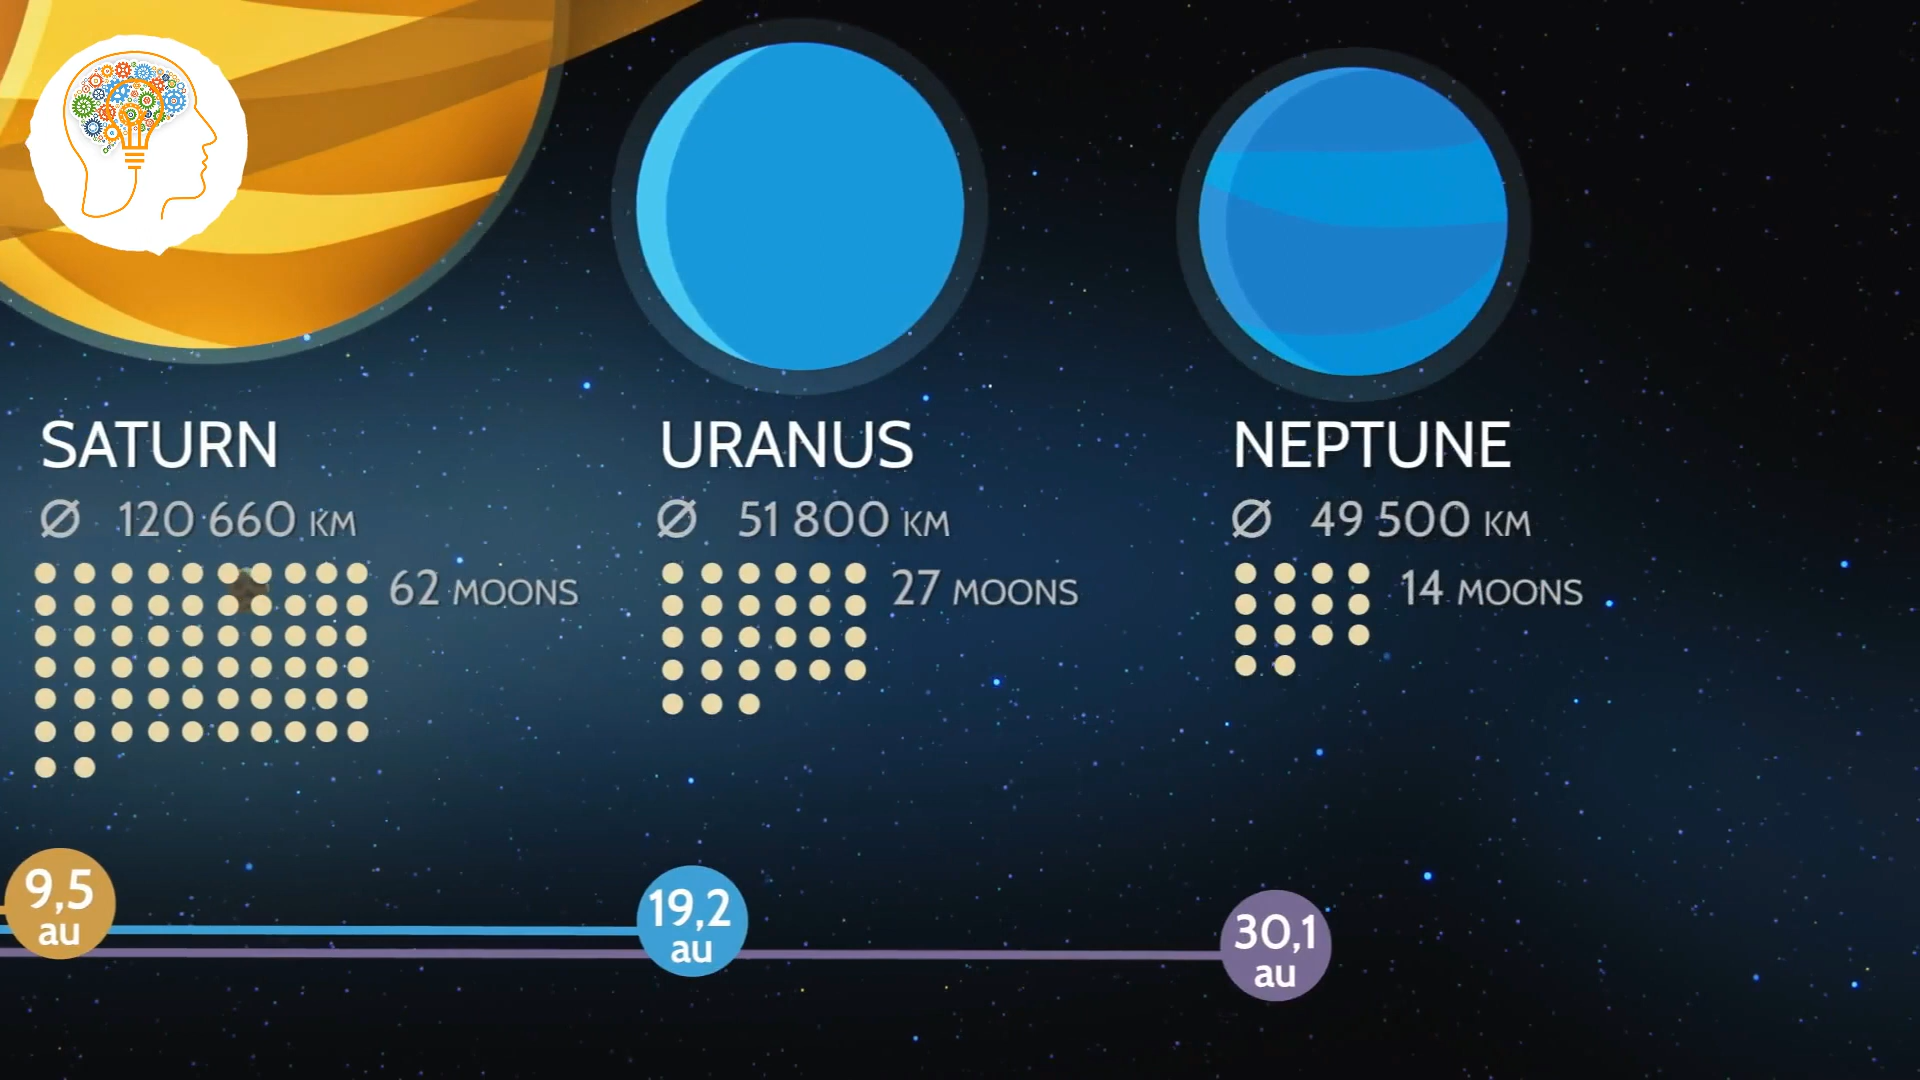 SATURN
Ø 120 660 KM
62 MOONS
9,5
au
URANUS
Ø 51 800 KM
27 MOONS
19,2
au
NEPTUNE
Ø 49 500 KM
14 MOONS
30,1
au